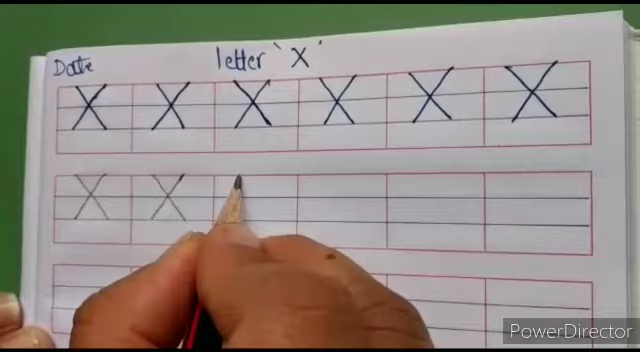 Date letter 'X'
X X X X X X
X X
PowerDirector